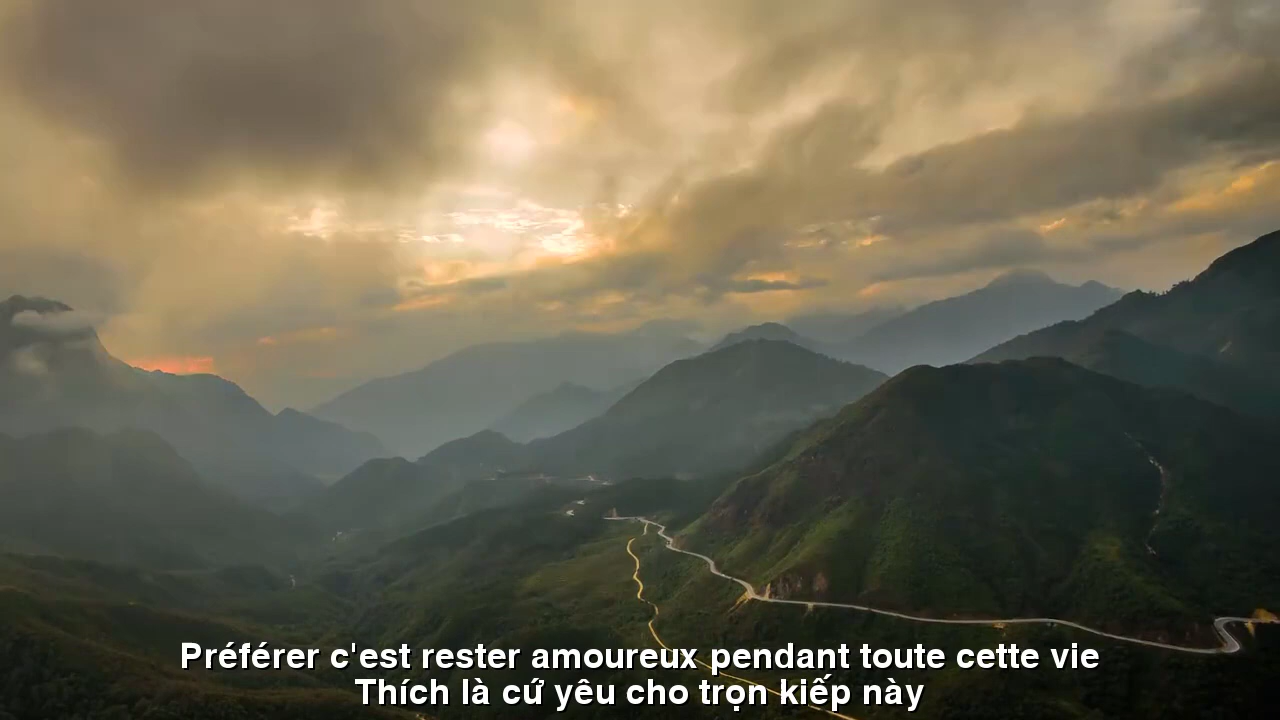 Préférer c'est rester amoureux pendant toute cette vie
Thích là cứ yêu cho trọn kiếp này